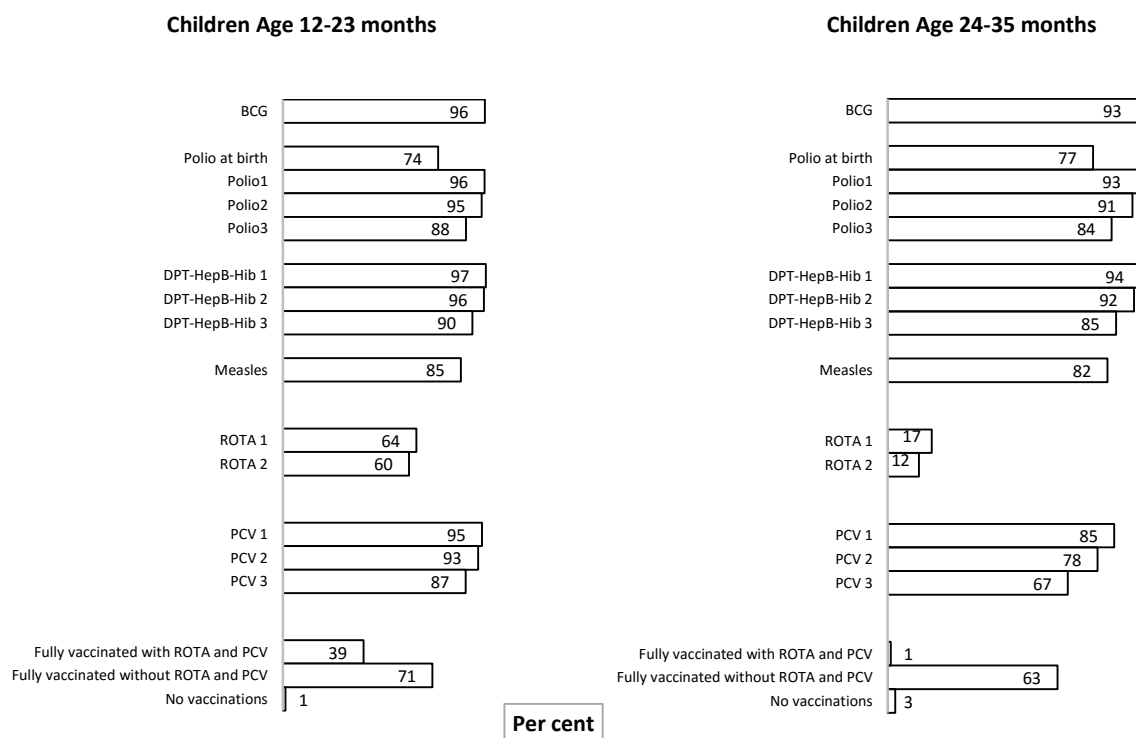 Children Age 12-23 months
BCG 96
Polio at birth 74
Polio1 96
Polio2 95
Polio3 88
DPT-HepB-Hib 1 97
DPT-HepB-Hib 2 96
DPT-HepB-Hib 3 90
Measles 85
ROTA 1 64
ROTA 2 60
PCV 1 95
PCV 2 93
PCV 3 87
Fully vaccinated with ROTA and PCV 39
Fully vaccinated without ROTA and PCV 71
No vaccinations 1
Children Age 24-35 months
BCG 93
Polio at birth 77
Polio1 93
Polio2 91
Polio3 84
DPT-HepB-Hib 1 94
DPT-HepB-Hib 2 92
DPT-HepB-Hib 3 85
Measles 82
ROTA 1 17
ROTA 2 12
PCV 1 85
PCV 2 78
PCV 3 67
Fully vaccinated with ROTA and PCV 1
Fully vaccinated without ROTA and PCV 63
No vaccinations 3
Per cent